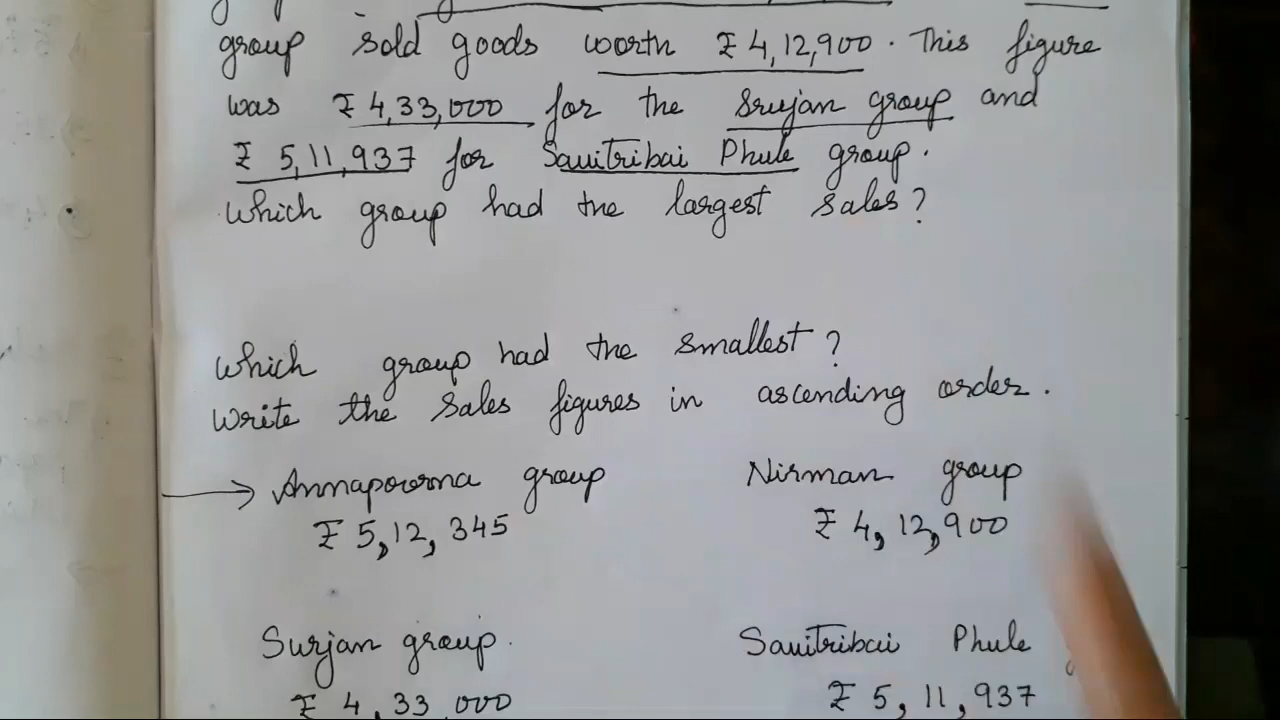 group sold goods worth ₹ 4,12,900. This figure
was ₹ 4,33,000 for the Srujan group and
₹ 5,11,937 for Savitribai Phule group.
Which group had the largest sales?
Which group had the smallest?
Write the sales figures in ascending order.
→ Annapoorna group Nirman group
₹ 5,12,345 ₹ 4,12,900
Surjan group. Savitribai Phule
₹ 4,33,000 ₹ 5,11,937